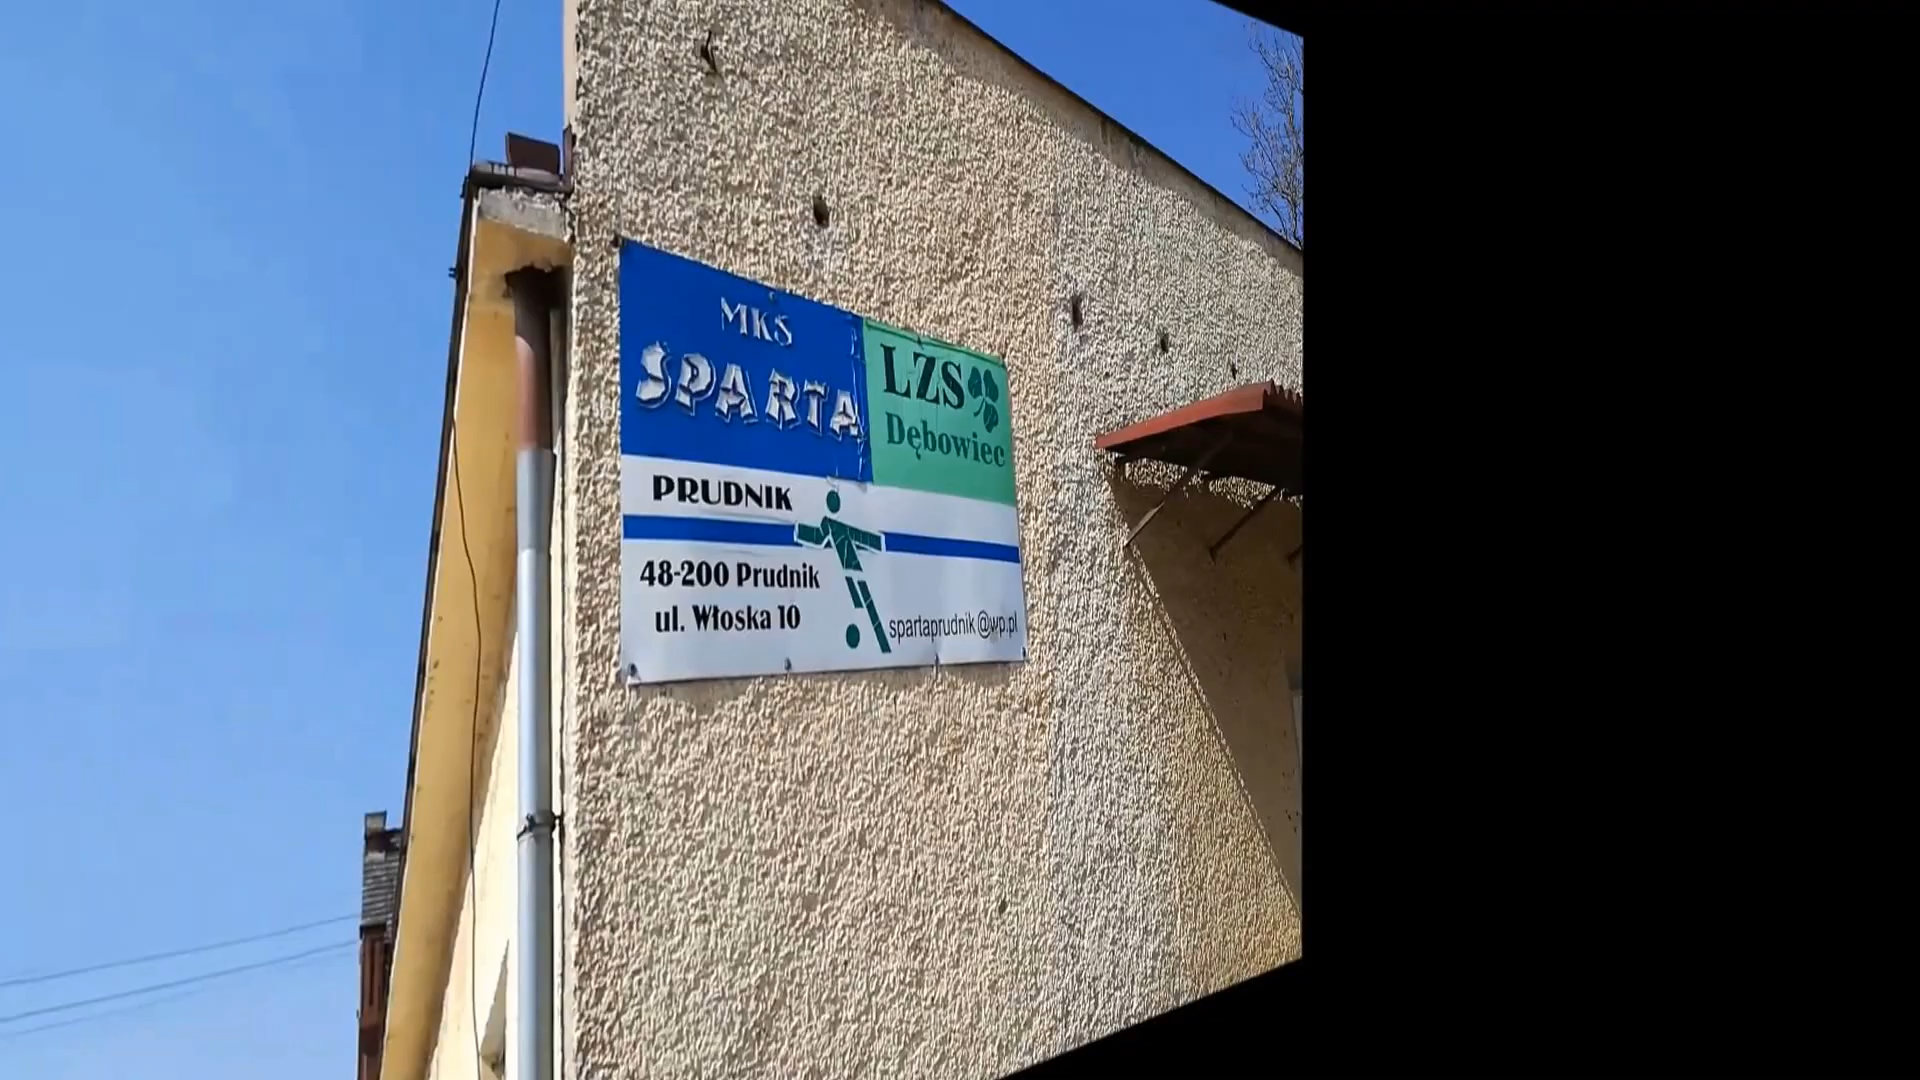 MKS
SPARTA
LZS
Dębowiec
PRUDNIK
48-200 Prudnik
ul. Włoska 10
spartaprudnik@wp.pl